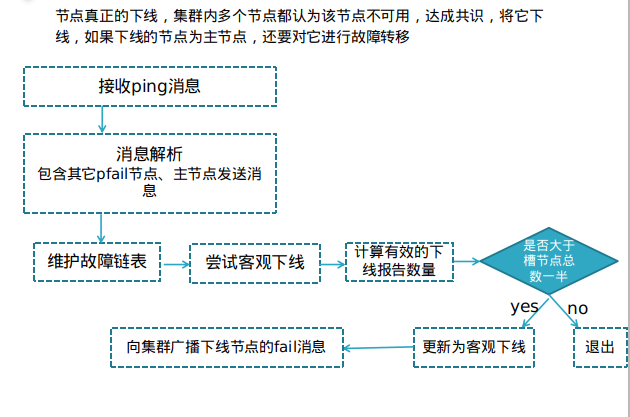 节点真正的下线，集群内多个节点都认为该节点不可用，达成共识，将它下
线，如果下线的节点为主节点，还要对它进行故障转移
接收ping消息
消息解析
包含其它pfail节点、主节点发送消
息
维护故障链表
尝试客观下线
计算有效的下
线报告数量
是否大于
槽节点总
数一半
yes
no
向集群广播下线节点的fail消息
更新为客观下线
退出